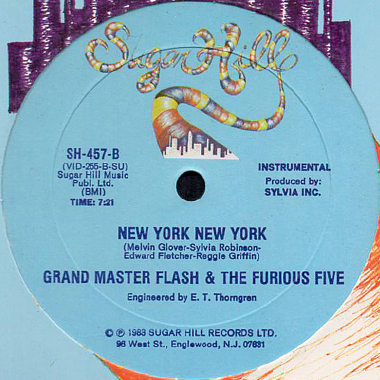 Sugar Hill
SH-457-B
(VID-255-B-SU)
Sugar Hill Music
Publ. Ltd.
(BMI)
TIME: 7:21
INSTRUMENTAL
Produced by:
SYLVIA INC.
NEW YORK NEW YORK
(Melvin Glover-Sylvia Robinson-
Edward Fletcher-Reggie Griffin)
GRAND MASTER FLASH & THE FURIOUS FIVE
Engineered by E. T. Thorngren
© ℗ 1983 SUGAR HILL RECORDS LTD.
96 West St., Englewood, N.J. 07631